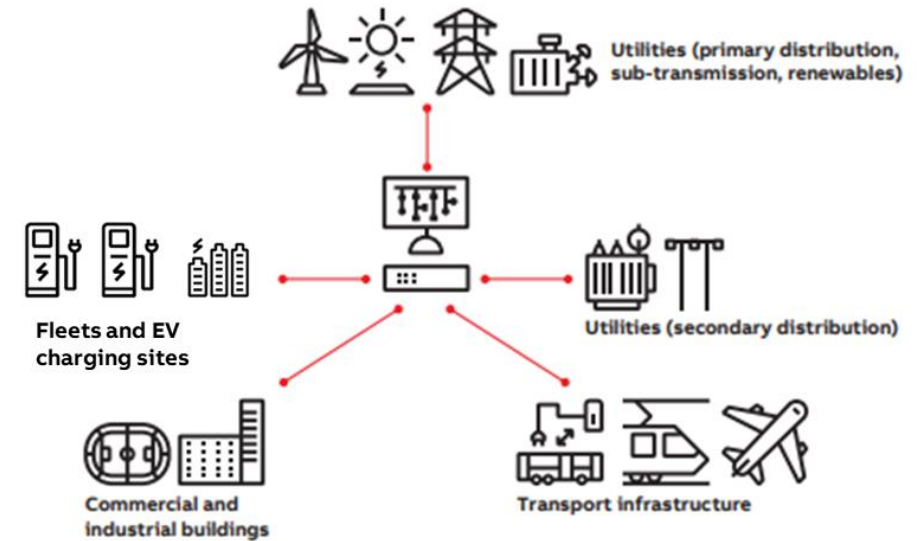 Utilities (primary distribution,
sub-transmission, renewables)
Fleets and EV
charging sites
Utilities (secondary distribution)
Commercial and
industrial buildings
Transport infrastructure